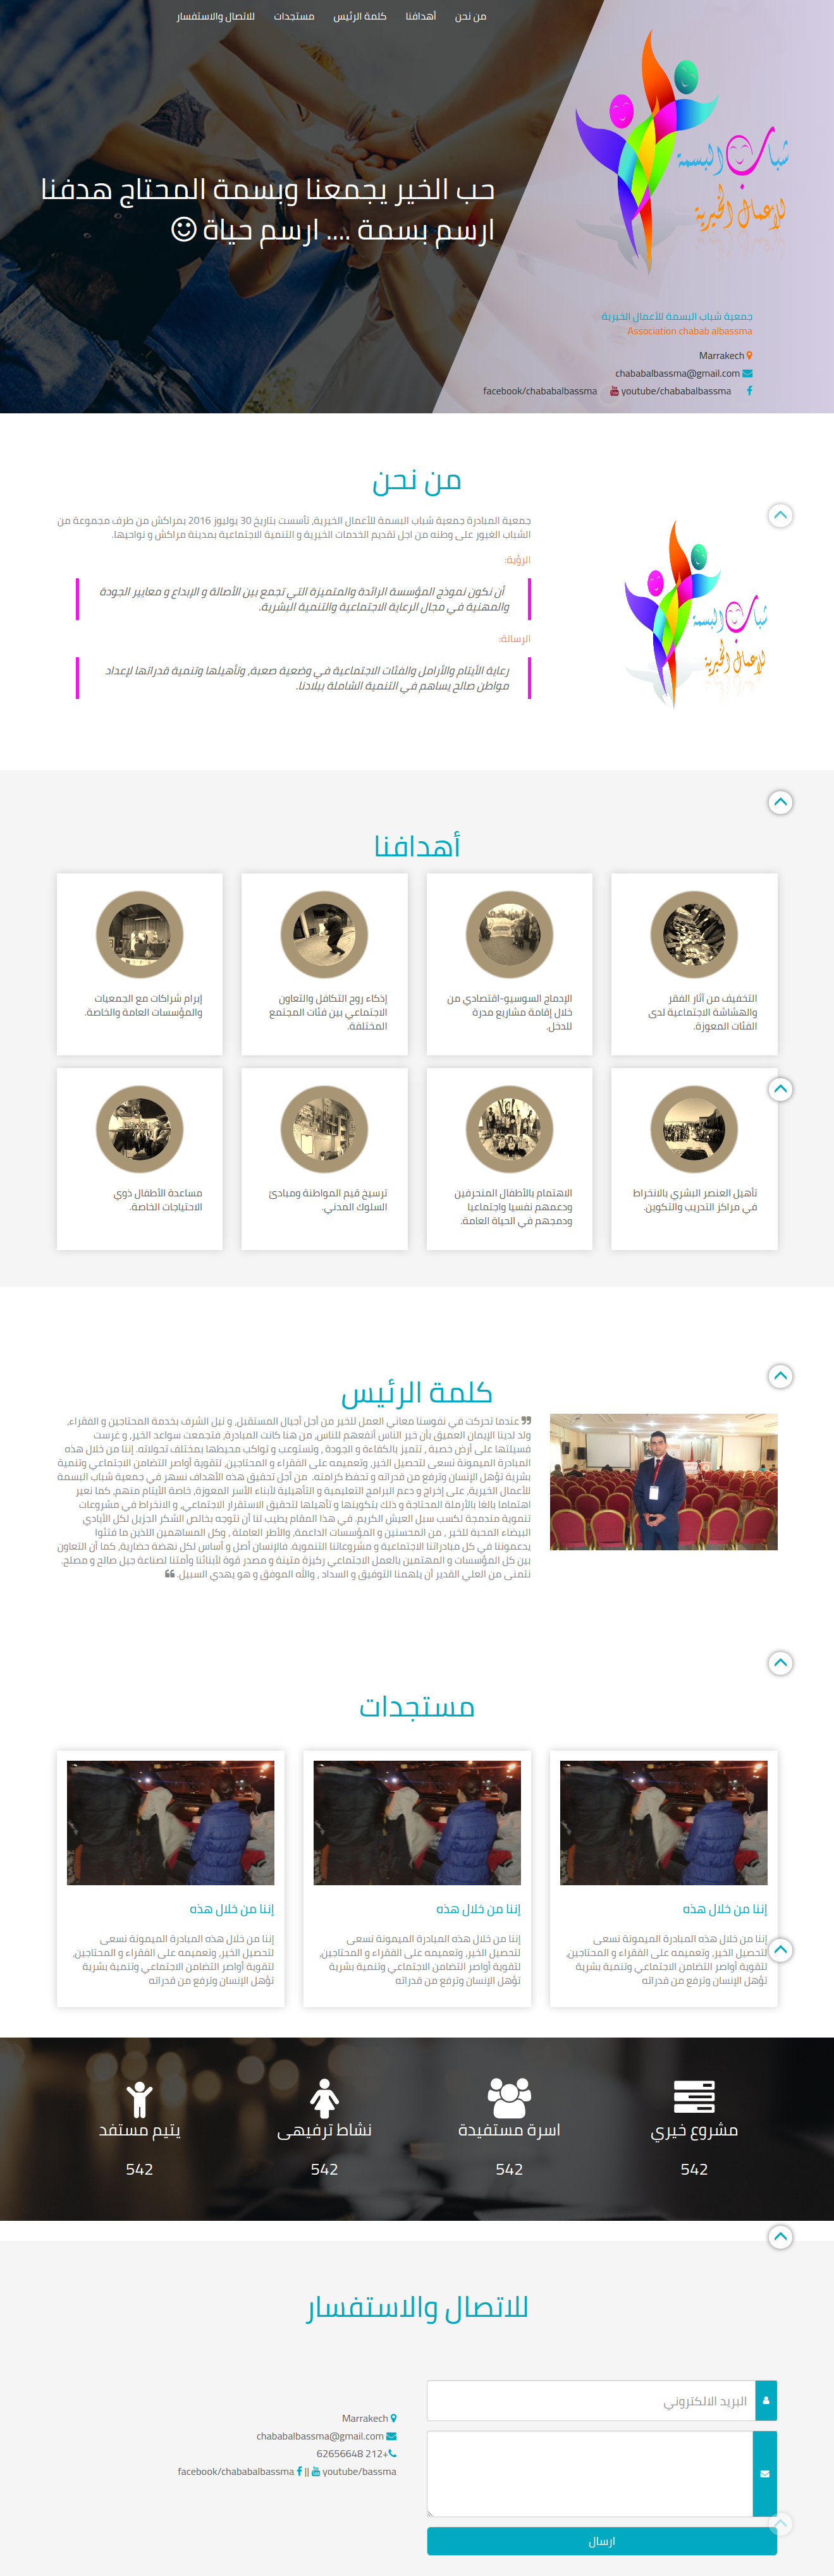 من نحن
أهدافنا
كلمة الرئيس
مستجدات
للاتصال والاستفسار
شباب البسمة
للإعمال الخيرية
حب الخير يجمعنا وبسمة المحتاج هدفنا
ارسم بسمة .... ارسم حياة
جمعية شباب البسمة للأعمال الخيرية
Association chabab albassma
Marrakech
chababalbassma@gmail.com
facebook/chababalbassma youtube/chababalbassma
من نحن
شباب البسمة
للإعمال الخيرية
جمعية المبادرة جمعية شباب البسمة للأعمال الخيرية, تأسست بتاريخ 30 يوليوز 2016 بمراكش من طرف مجموعة من
الشباب الغيور على وطنه من اجل تقديم الخدمات الخيرية و التنمية الاجتماعية بمدينة مراكش و نواحيها.
الرؤية:
أن نكون نموذج المؤسسة الرائدة والمتميزة التي تجمع بين الأصالة و الإبداع و معايير الجودة
والمهنية في مجال الرعاية الاجتماعية والتنمية البشرية.
الرسالة:
رعاية الأيتام والأرامل والفئات الاجتماعية في وضعية صعبة, وتأهيلها وتنمية قدراتها لإعداد
مواطن صالح يساهم في التنمية الشاملة ببلادنا.
أهدافنا
التخفيف من آثار الفقر
والهشاشة الاجتماعية لدى
الفئات المعوزة.
الإدماج السوسيو-اقتصادي من
خلال إقامة مشاريع مدرة
للدخل.
إذكاء روح التكافل والتعاون
الاجتماعي بين فئات المجتمع
المختلفة.
إبرام شراكات مع الجمعيات
والمؤسسات العامة والخاصة.
تأهيل العنصر البشري بالانخراط
في مراكز التدريب والتكوين.
الاهتمام بالأطفال المنحرفين
ودعمهم نفسيا واجتماعيا
ودمجهم في الحياة العامة.
ترسيخ قيم المواطنة ومبادئ
السلوك المدني.
مساعدة الأطفال ذوي
الاحتياجات الخاصة.
كلمة الرئيس
عندما تحركت في نفوسنا معاني العمل للخير من أجل أجيال المستقبل, و نيل الشرف بخدمة المحتاجين و الفقراء,
ولد لدينا الإيمان العميق بأن خير الناس أنفعهم للناس, من هنا كانت المبادرة, فتجمعت سواعد الخير, و غرست
فسيلتها على أرض خصبة , تتميز بالكفاءة و الجودة , وتستوعب و تواكب محيطها بمختلف تحولاته. إننا من خلال هذه
المبادرة الميمونة نسعى لتحصيل الخير, وتعميمه على الفقراء و المحتاجين, لتقوية أواصر التضامن الاجتماعي وتنمية
بشرية تؤهل الإنسان وترفع من قدراته و تحفظ كرامته. من أجل تحقيق هذه الأهداف نسهر في جمعية شباب البسمة
للأعمال الخيرية, على إخراج و دعم البرامج التعليمية و التأهيلية لأبناء الأسر المعوزة, خاصة الأيتام منهم, كما نعير
اهتماما بالغا بالأرملة المحتاجة و ذلك بتكوينها و تأهيلها لتحقيق الاستقرار الاجتماعي, و الانخراط في مشروعات
تنموية مندمجة لكسب سبل العيش الكريم. في هذا المقام يطيب لنا أن نتوجه بخالص الشكر الجزيل لكل الأيادي
البيضاء المحبة للخير , من المحسنين و المؤسسات الداعمة, والأطر العاملة , وكل المساهمين اللذين ما فتئوا
يدعموننا في كل مبادراتنا الاجتماعية و مشروعاتنا التنموية. فالإنسان أصل و أساس لكل نهضة حضارية, كما أن التعاون
بين كل المؤسسات و المهتمين بالعمل الاجتماعي ركيزة متينة و مصدر قوة لأبنائنا وأمتنا لصناعة جيل صالح و مصلح.
نتمنى من العلي القدير أن يلهمنا التوفيق و السداد , والله الموفق و هو يهدي السبيل.
مستجدات
إننا من خلال هذه
إننا من خلال هذه المبادرة الميمونة نسعى
لتحصيل الخير, وتعميمه على الفقراء و المحتاجين,
لتقوية أواصر التضامن الاجتماعي وتنمية بشرية
تؤهل الإنسان وترفع من قدراته
إننا من خلال هذه
إننا من خلال هذه المبادرة الميمونة نسعى
لتحصيل الخير, وتعميمه على الفقراء و المحتاجين,
لتقوية أواصر التضامن الاجتماعي وتنمية بشرية
تؤهل الإنسان وترفع من قدراته
إننا من خلال هذه
إننا من خلال هذه المبادرة الميمونة نسعى
لتحصيل الخير, وتعميمه على الفقراء و المحتاجين,
لتقوية أواصر التضامن الاجتماعي وتنمية بشرية
تؤهل الإنسان وترفع من قدراته
مشروع خيري
542
اسرة مستفيدة
542
نشاط ترفيهى
542
يتيم مستفد
542
للاتصال والاستفسار
البريد الالكتروني
ارسال
Marrakech
chababalbassma@gmail.com
+212 62656648
facebook/chababalbassma || youtube/bassma